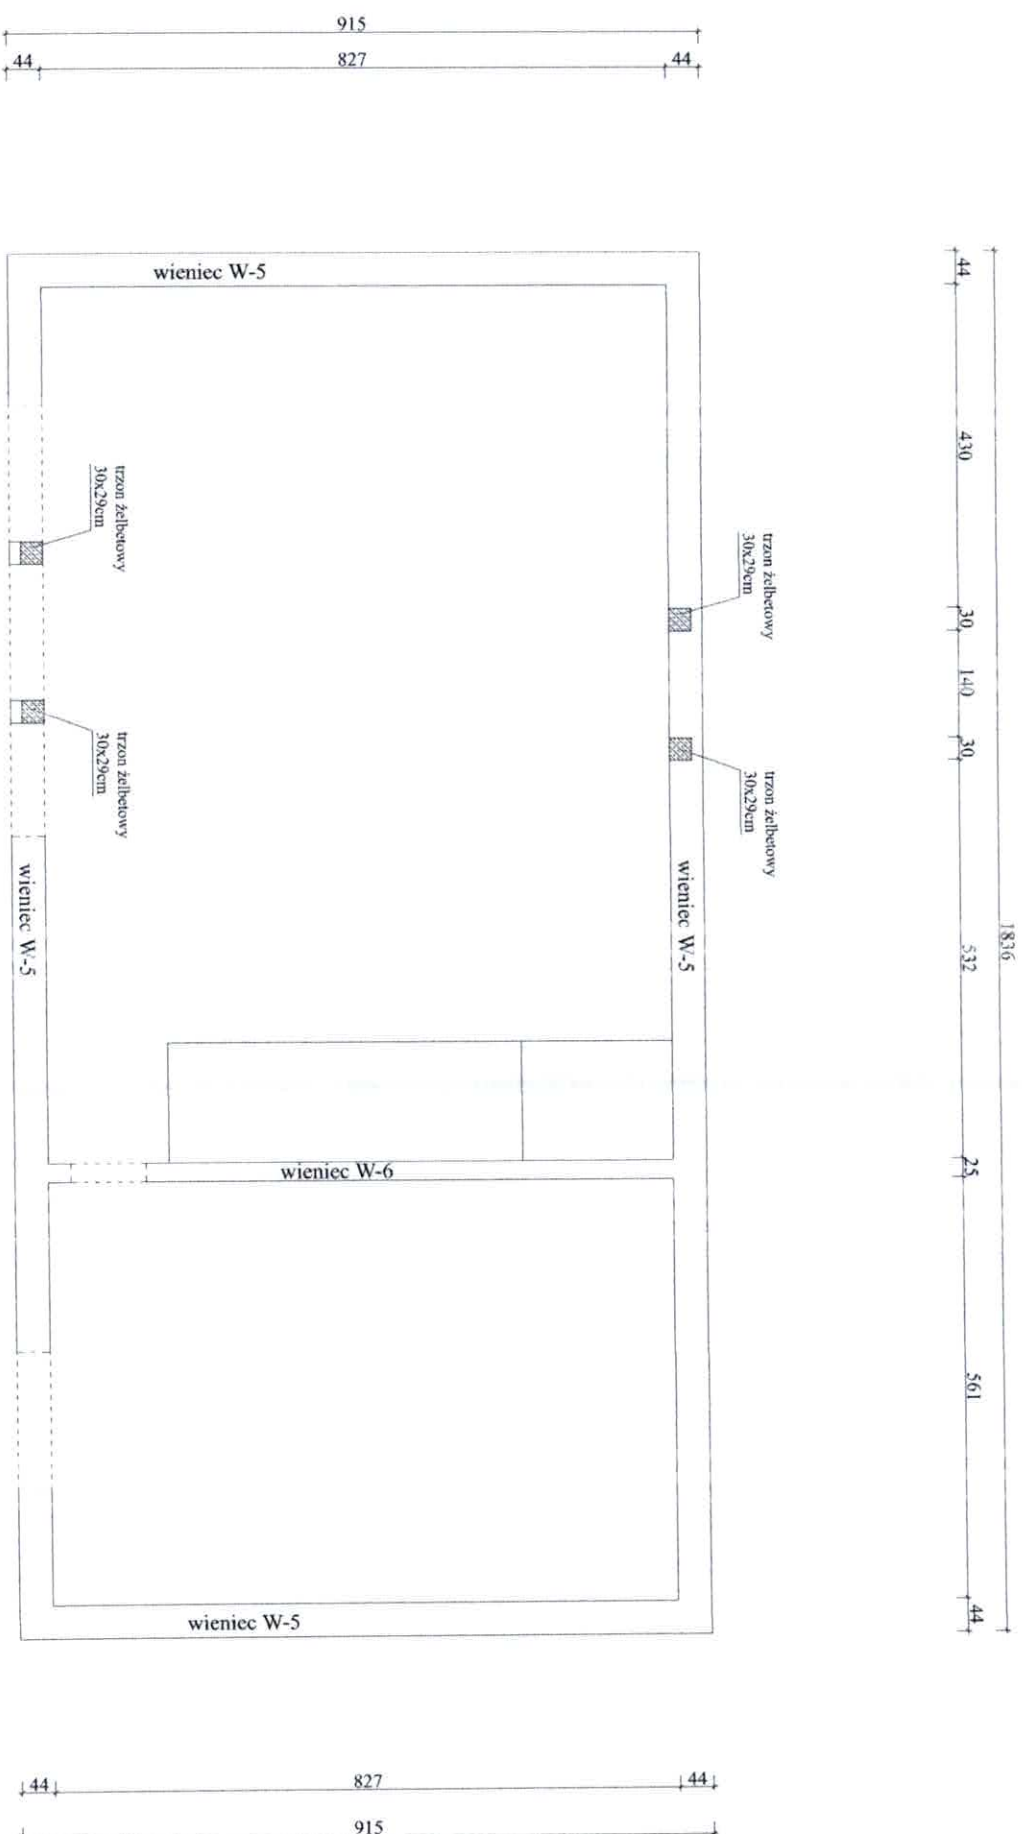 915
44
827
44
wieniec W-5
44
430
30
140
30
532
1836
25
561
44
trzon żelbetowy
30x29cm
trzon żelbetowy
30x29cm
trzon żelbetowy
30x29cm
trzon żelbetowy
30x29cm
wieniec W-5
wieniec W-5
wieniec W-6
wieniec W-5
44
827
44
915